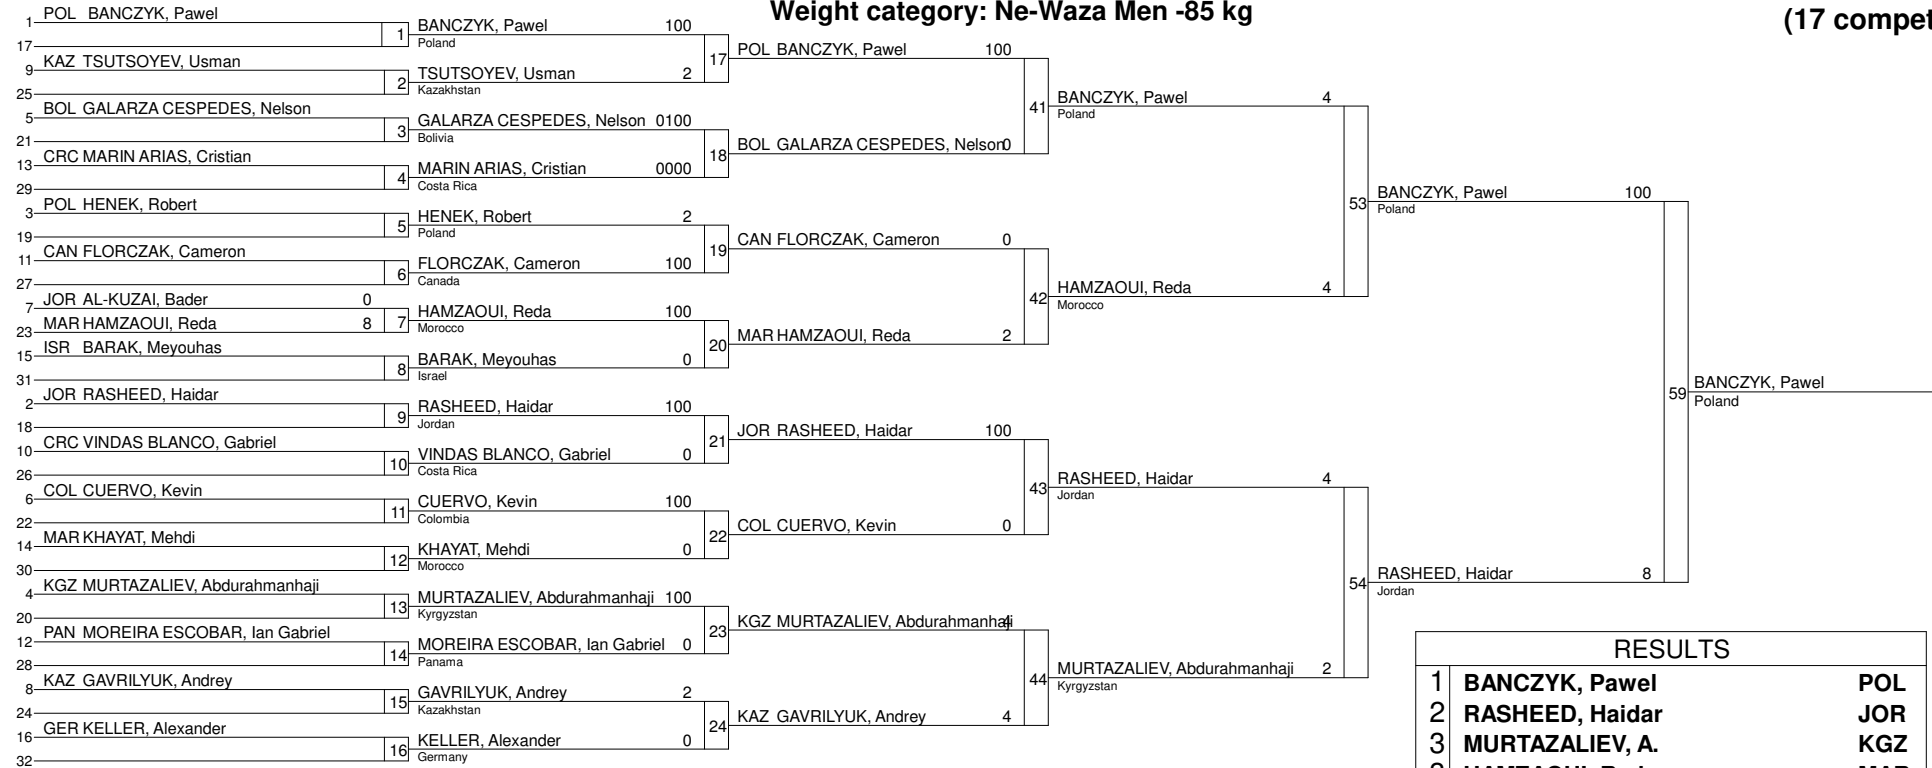 Weight category: Ne-Waza Men -85 kg
(17 compet
1 POL BANCZYK, Pawel
17
9 KAZ TSUTSOYEV, Usman
25
5 BOL GALARZA CESPEDES, Nelson
21
13 CRC MARIN ARIAS, Cristian
29
3 POL HENEK, Robert
19
11 CAN FLORCZAK, Cameron
27
7 JOR AL-KUZAI, Bader 0
23 MAR HAMZAOUI, Reda 8
15 ISR BARAK, Meyouhas
31
2 JOR RASHEED, Haidar
18
10 CRC VINDAS BLANCO, Gabriel
26
6 COL CUERVO, Kevin
22
14 MAR KHAYAT, Mehdi
30
4 KGZ MURTAZALIEV, Abdurahmanhaji
20
12 PAN MOREIRA ESCOBAR, Ian Gabriel
28
8 KAZ GAVRILYUK, Andrey
24
16 GER KELLER, Alexander
32
1 BANCZYK, Pawel 100
Poland
2 TSUTSOYEV, Usman 2
Kazakhstan
3 GALARZA CESPEDES, Nelson 0100
Bolivia
4 MARIN ARIAS, Cristian 0000
Costa Rica
5 HENEK, Robert 2
Poland
6 FLORCZAK, Cameron 100
Canada
7 HAMZAOUI, Reda 100
Morocco
8 BARAK, Meyouhas 0
Israel
9 RASHEED, Haidar 100
Jordan
10 VINDAS BLANCO, Gabriel 0
Costa Rica
11 CUERVO, Kevin 100
Colombia
12 KHAYAT, Mehdi 0
Morocco
13 MURTAZALIEV, Abdurahmanhaji 100
Kyrgyzstan
14 MOREIRA ESCOBAR, Ian Gabriel 0
Panama
15 GAVRILYUK, Andrey 2
Kazakhstan
16 KELLER, Alexander 0
Germany
17 POL BANCZYK, Pawel 100
18 BOL GALARZA CESPEDES, Nelson 0
19 CAN FLORCZAK, Cameron 0
20 MAR HAMZAOUI, Reda 2
21 JOR RASHEED, Haidar 100
22 COL CUERVO, Kevin 0
23 KGZ MURTAZALIEV, Abdurahmanhaji 4
24 KAZ GAVRILYUK, Andrey 4
41 BANCZYK, Pawel 4
Poland
42 HAMZAOUI, Reda 4
Morocco
43 RASHEED, Haidar 4
Jordan
44 MURTAZALIEV, Abdurahmanhaji 2
Kyrgyzstan
53 BANCZYK, Pawel 100
Poland
54 RASHEED, Haidar 8
Jordan
59 BANCZYK, Pawel
Poland
RESULTS
1 BANCZYK, Pawel POL
2 RASHEED, Haidar JOR
3 MURTAZALIEV, A. KGZ